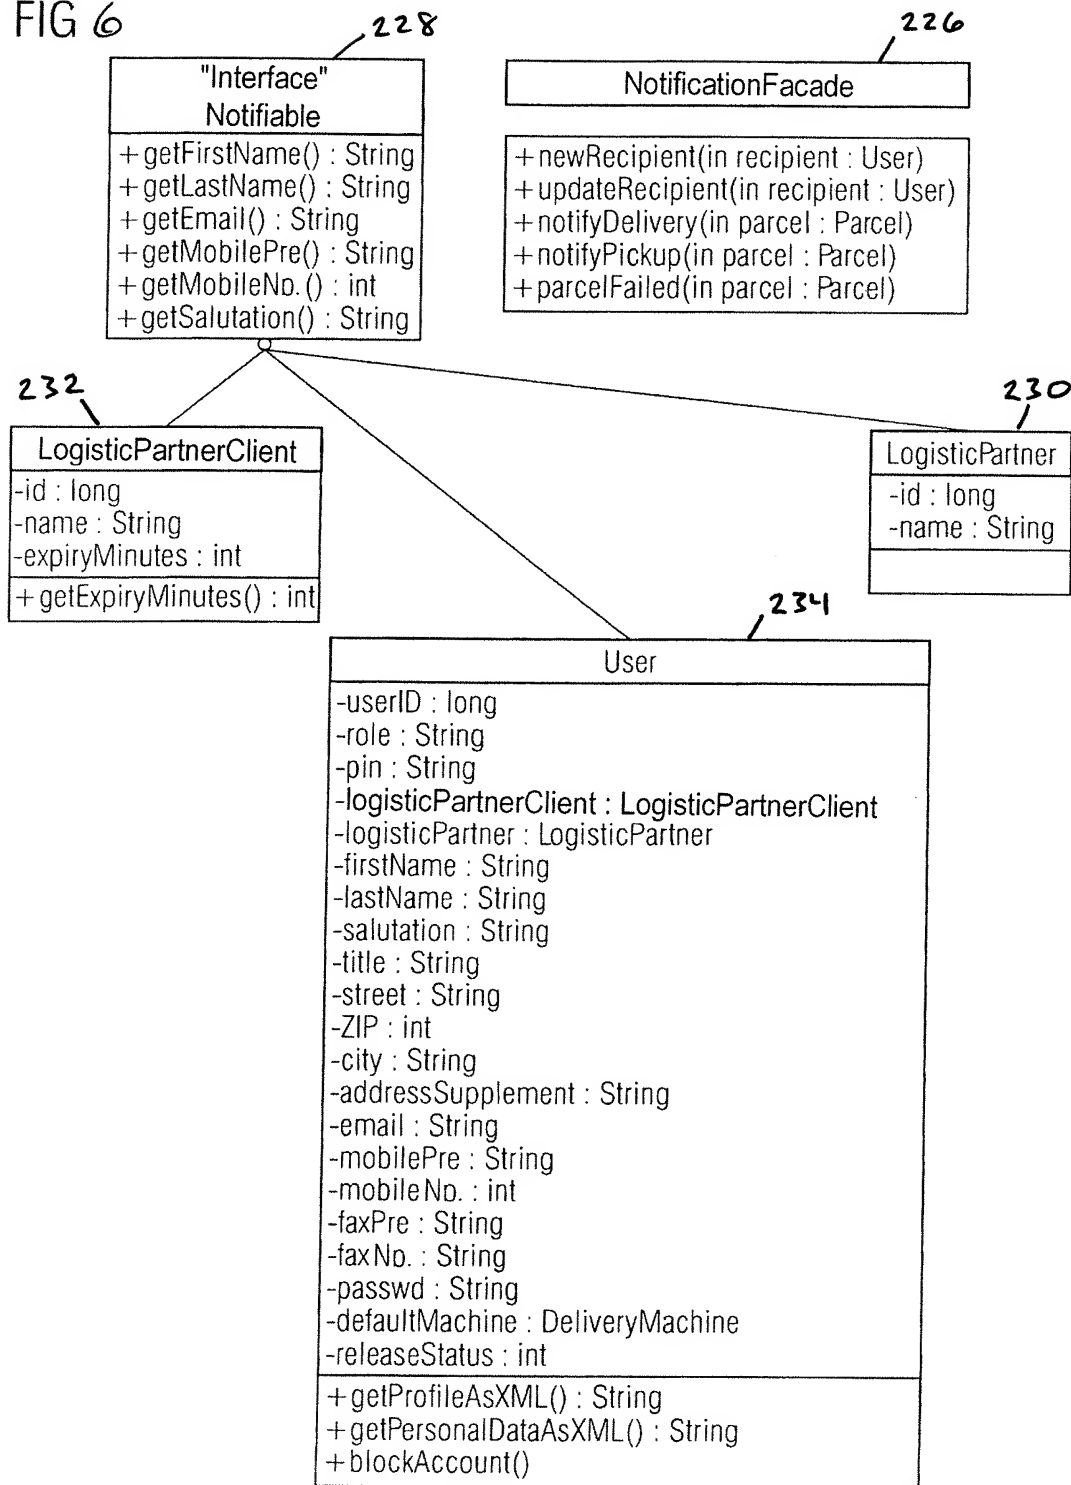 FIG 6
228
226
"Interface"
Notifiable
+getFirstName() : String
+getLastName() : String
+getEmail() : String
+getMobilePre() : String
+getMobileNo.() : int
+getSalutation() : String
NotificationFacade
+newRecipient(in recipient : User)
+updateRecipient(in recipient : User)
+notifyDelivery(in parcel : Parcel)
+notifyPickup(in parcel : Parcel)
+parcelFailed(in parcel : Parcel)
232
LogisticPartnerClient
-id : long
-name : String
-expiryMinutes : int
+getExpiryMinutes() : int
230
LogisticPartner
-id : long
-name : String
234
User
-userID : long
-role : String
-pin : String
-logisticPartnerClient : LogisticPartnerClient
-logisticPartner : LogisticPartner
-firstName : String
-lastName : String
-salutation : String
-title : String
-street : String
-ZIP : int
-city : String
-addressSupplement : String
-email : String
-mobilePre : String
-mobileNo. : int
-faxPre : String
-faxNo. : String
-passwd : String
-defaultMachine : DeliveryMachine
-releaseStatus : int
+getProfileAsXML() : String
+getPersonalDataAsXML() : String
+blockAccount()